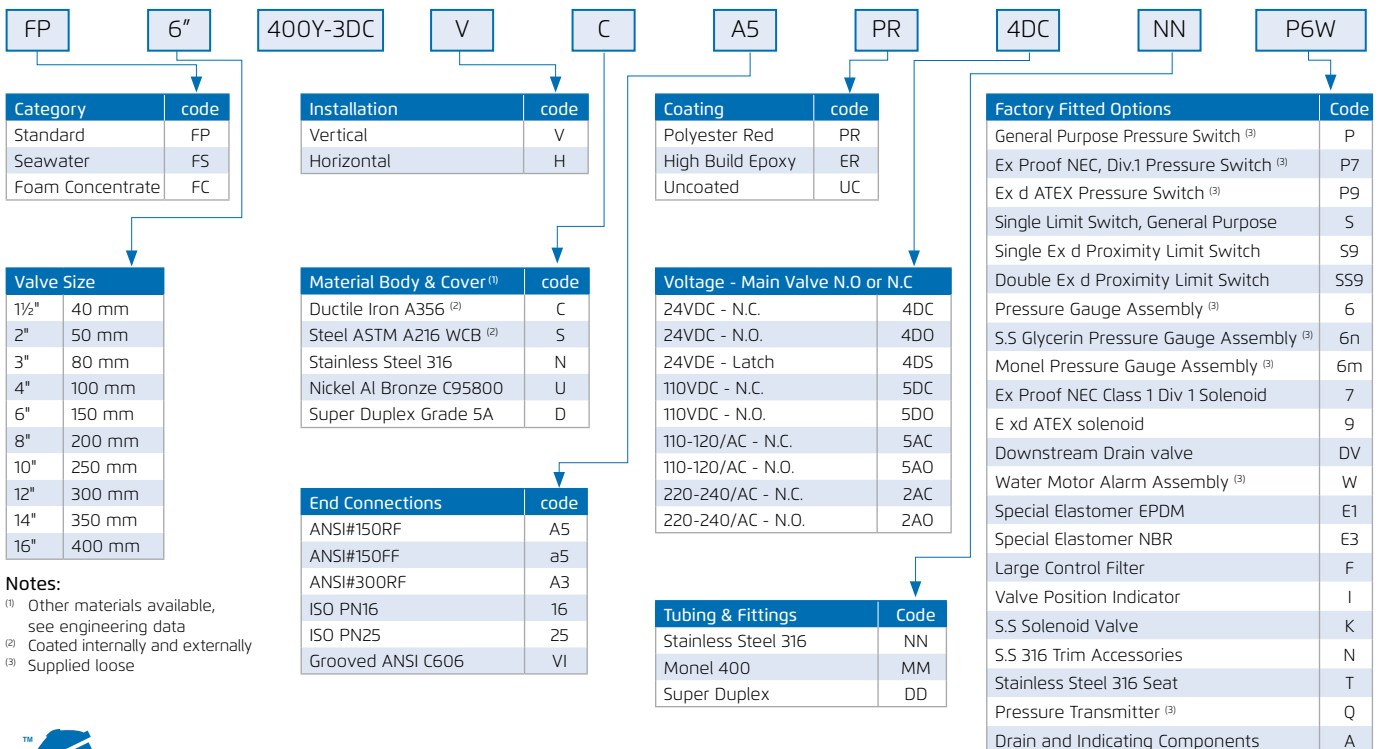 FP 6″ 400Y-3DC V C A5 PR 4DC NN P6W
Category code
Standard FP
Seawater FS
Foam Concentrate FC
Valve Size
1½" 40 mm
2" 50 mm
3" 80 mm
4" 100 mm
6" 150 mm
8" 200 mm
10" 250 mm
12" 300 mm
14" 350 mm
16" 400 mm
Notes:
(1) Other materials available,
see engineering data
(2) Coated internally and externally
(3) Supplied loose
TM
Installation code
Vertical V
Horizontal H
Material Body & Cover (1) code
Ductile Iron A356 (2) C
Steel ASTM A216 WCB (2) S
Stainless Steel 316 N
Nickel Al Bronze C95800 U
Super Duplex Grade 5A D
End Connections code
ANSI#150RF A5
ANSI#150FF a5
ANSI#300RF A3
ISO PN16 16
ISO PN25 25
Grooved ANSI C606 VI
Coating code
Polyester Red PR
High Build Epoxy ER
Uncoated UC
Voltage - Main Valve N.O or N.C
24VDC - N.C. 4DC
24VDC - N.O. 4DO
24VDE - Latch 4DS
110VDC - N.C. 5DC
110VDC - N.O. 5DO
110-120/AC - N.C. 5AC
110-120/AC - N.O. 5AO
220-240/AC - N.C. 2AC
220-240/AC - N.O. 2AO
Tubing & Fittings Code
Stainless Steel 316 NN
Monel 400 MM
Super Duplex DD
Factory Fitted Options Code
General Purpose Pressure Switch (3) P
Ex Proof NEC, Div.1 Pressure Switch (3) P7
Ex d ATEX Pressure Switch (3) P9
Single Limit Switch, General Purpose S
Single Ex d Proximity Limit Switch S9
Double Ex d Proximity Limit Switch SS9
Pressure Gauge Assembly (3) 6
S.S Glycerin Pressure Gauge Assembly (3) 6n
Monel Pressure Gauge Assembly (3) 6m
Ex Proof NEC Class 1 Div 1 Solenoid 7
E xd ATEX solenoid 9
Downstream Drain valve DV
Water Motor Alarm Assembly (3) W
Special Elastomer EPDM E1
Special Elastomer NBR E3
Large Control Filter F
Valve Position Indicator I
S.S Solenoid Valve K
S.S 316 Trim Accessories N
Stainless Steel 316 Seat T
Pressure Transmitter (3) Q
Drain and Indicating Components A